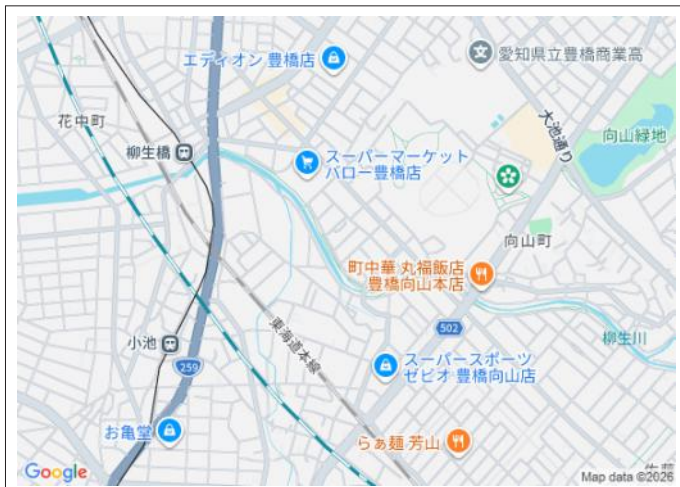 エディオン 豊橋店
愛知県立豊橋商業高
花中町
大池通り
向山緑地
柳生橋
スーパーマーケット
バロー豊橋店
向山町
町中華 丸福飯店
豊橋向山本店
502
東海道本線
柳生川
小池
259
スーパースポーツ
ゼビオ 豊橋向山店
お亀堂
らぁ麺 芳山
Google
Map data ©2026